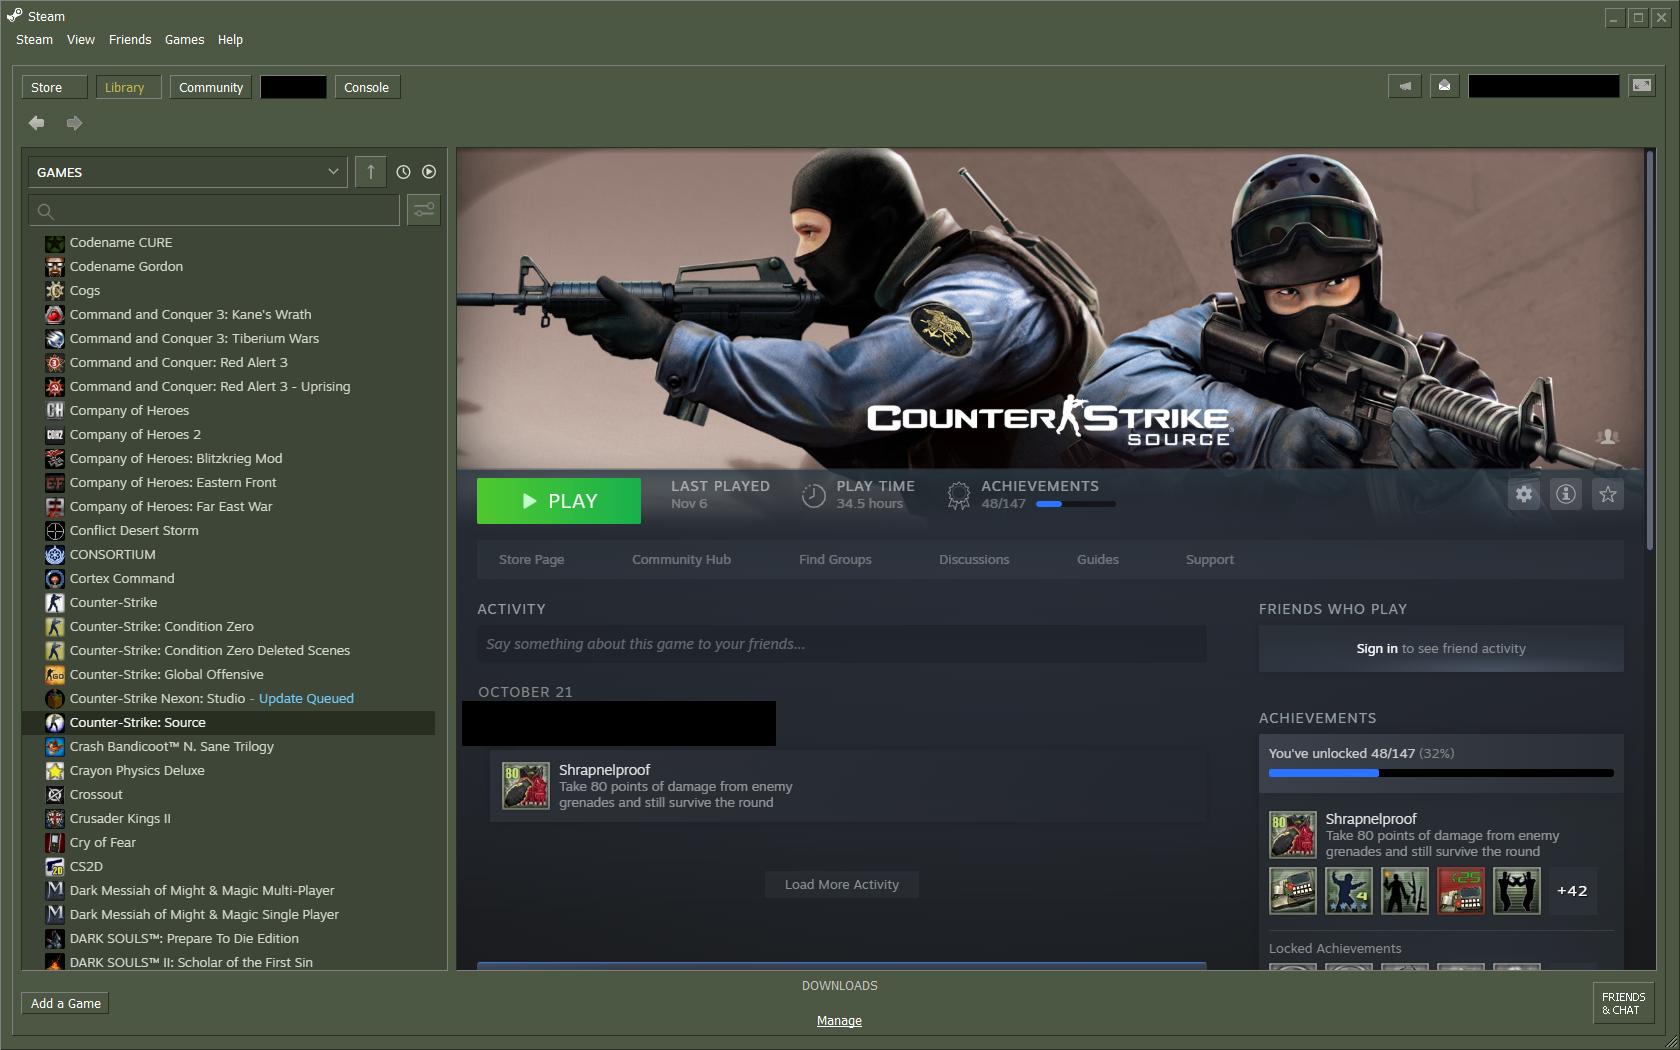 Steam
Steam View Friends Games Help
Store Library Community Console
GAMES
Codename CURE
Codename Gordon
Cogs
Command and Conquer 3: Kane's Wrath
Command and Conquer 3: Tiberium Wars
Command and Conquer: Red Alert 3
Command and Conquer: Red Alert 3 - Uprising
Company of Heroes
Company of Heroes 2
Company of Heroes: Blitzkrieg Mod
Company of Heroes: Eastern Front
Company of Heroes: Far East War
Conflict Desert Storm
CONSORTIUM
Cortex Command
Counter-Strike
Counter-Strike: Condition Zero
Counter-Strike: Condition Zero Deleted Scenes
Counter-Strike: Global Offensive
Counter-Strike Nexon: Studio - Update Queued
Counter-Strike: Source
Crash Bandicoot™ N. Sane Trilogy
Crayon Physics Deluxe
Crossout
Crusader Kings II
Cry of Fear
CS2D
Dark Messiah of Might & Magic Multi-Player
Dark Messiah of Might & Magic Single Player
DARK SOULS™: Prepare To Die Edition
DARK SOULS™ II: Scholar of the First Sin
COUNTER STRIKE
SOURCE
PLAY
LAST PLAYED
Nov 6
PLAY TIME
34.5 hours
ACHIEVEMENTS
48/147
Store Page Community Hub Find Groups Discussions Guides Support
ACTIVITY
Say something about this game to your friends...
OCTOBER 21
80
Shrapnelproof
Take 80 points of damage from enemy
grenades and still survive the round
Load More Activity
FRIENDS WHO PLAY
Sign in to see friend activity
ACHIEVEMENTS
You've unlocked 48/147 (32%)
80
Shrapnelproof
Take 80 points of damage from enemy
grenades and still survive the round
+42
Locked Achievements
Add a Game
DOWNLOADS
Manage
FRIENDS
& CHAT